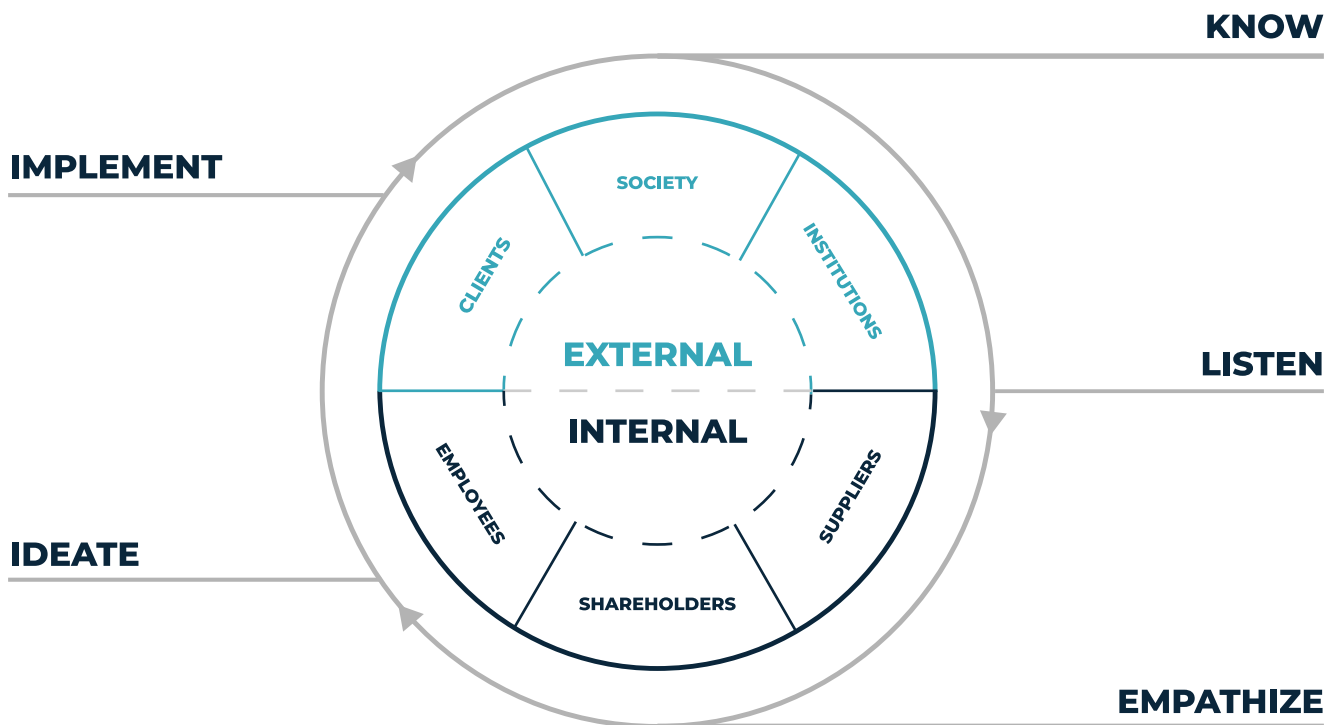 KNOW
IMPLEMENT
SOCIETY
CLIENTS
INSTITUTIONS
EXTERNAL
LISTEN
INTERNAL
EMPLOYEES
SUPPLIERS
IDEATE
SHAREHOLDERS
EMPATHIZE